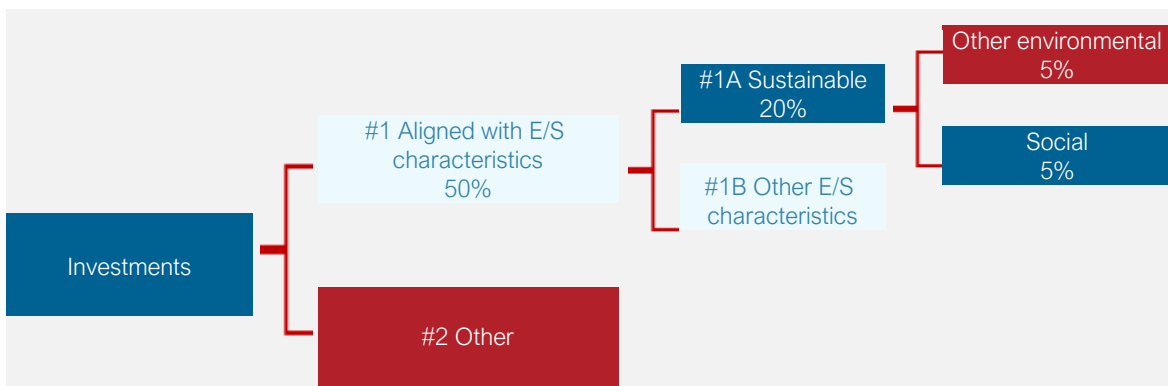 Investments
#1 Aligned with E/S
characteristics
50%
#2 Other
#1A Sustainable
20%
#1B Other E/S
characteristics
Other environmental
5%
Social
5%